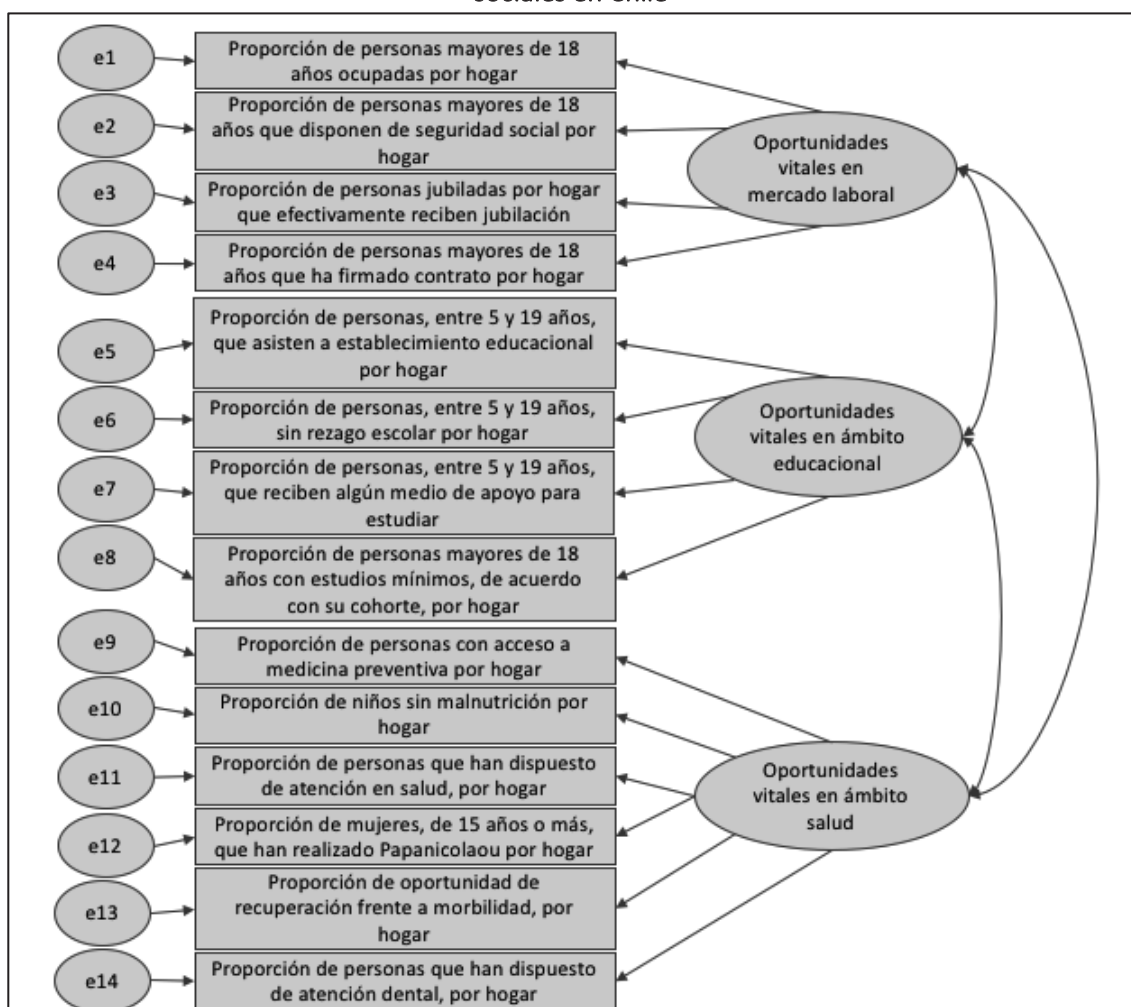 sociales en Chile
e1
Proporción de personas mayores de 18
años ocupadas por hogar
e2
Proporción de personas mayores de 18
años que disponen de seguridad social por
hogar
e3
Proporción de personas jubiladas por hogar
que efectivamente reciben jubilación
e4
Proporción de personas mayores de 18
años que ha firmado contrato por hogar
Oportunidades
vitales en
mercado laboral
e5
Proporción de personas, entre 5 y 19 años,
que asisten a establecimiento educacional
por hogar
e6
Proporción de personas, entre 5 y 19 años,
sin rezago escolar por hogar
e7
Proporción de personas, entre 5 y 19 años,
que reciben algún medio de apoyo para
estudiar
e8
Proporción de personas mayores de 18
años con estudios mínimos, de acuerdo
con su cohorte, por hogar
Oportunidades
vitales en ámbito
educacional
e9
Proporción de personas con acceso a
medicina preventiva por hogar
e10
Proporción de niños sin malnutrición por
hogar
e11
Proporción de personas que han dispuesto
de atención en salud, por hogar
e12
Proporción de mujeres, de 15 años o más,
que han realizado Papanicolaou por hogar
e13
Proporción de oportunidad de
recuperación frente a morbilidad, por
hogar
e14
Proporción de personas que han dispuesto
de atención dental, por hogar
Oportunidades
vitales en ámbito
salud